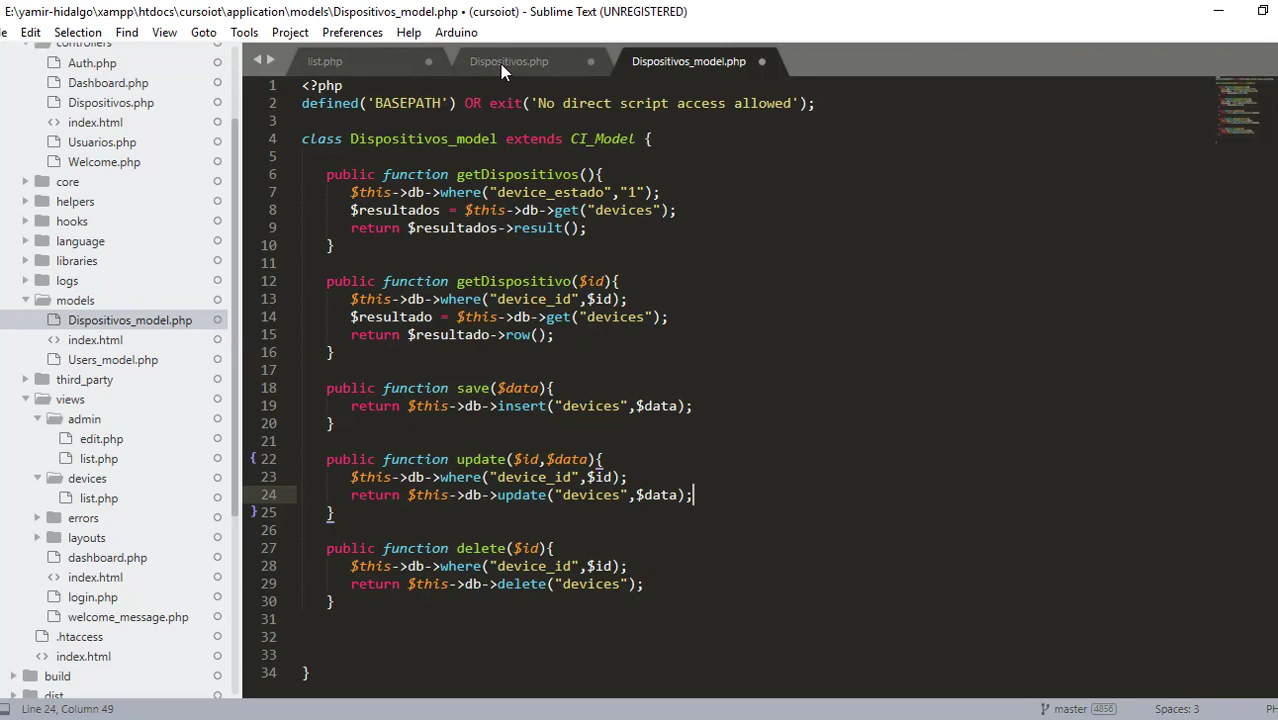 E:\yamir-hidalgo\xampp\htdocs\cursoiot\application\models\Dispositivos_model.php • (cursoiot) - Sublime Text (UNREGISTERED)
Edit Selection Find View Goto Tools Project Preferences Help Arduino
list.php Dispositivos.php Dispositivos_model.php
controllers
Auth.php
Dashboard.php
Dispositivos.php
index.html
Usuarios.php
Welcome.php
core
helpers
hooks
language
libraries
logs
models
Dispositivos_model.php
index.html
Users_model.php
third_party
views
admin
edit.php
list.php
devices
list.php
errors
layouts
dashboard.php
index.html
login.php
welcome_message.php
.htaccess
index.html
build
dist
1 <?php
2 defined('BASEPATH') OR exit('No direct script access allowed');
3
4 class Dispositivos_model extends CI_Model {
5
6 public function getDispositivos(){
7 $this->db->where("device_estado","1");
8 $resultados = $this->db->get("devices");
9 return $resultados->result();
10 }
11
12 public function getDispositivo($id){
13 $this->db->where("device_id",$id);
14 $resultado = $this->db->get("devices");
15 return $resultado->row();
16 }
17
18 public function save($data){
19 return $this->db->insert("devices",$data);
20 }
21
22 public function update($id,$data){
23 $this->db->where("device_id",$id);
24 return $this->db->update("devices",$data);
25 }
26
27 public function delete($id){
28 $this->db->where("device_id",$id);
29 return $this->db->delete("devices");
30 }
31
32
33
34 }
Line 24, Column 49 master 4856 Spaces: 3